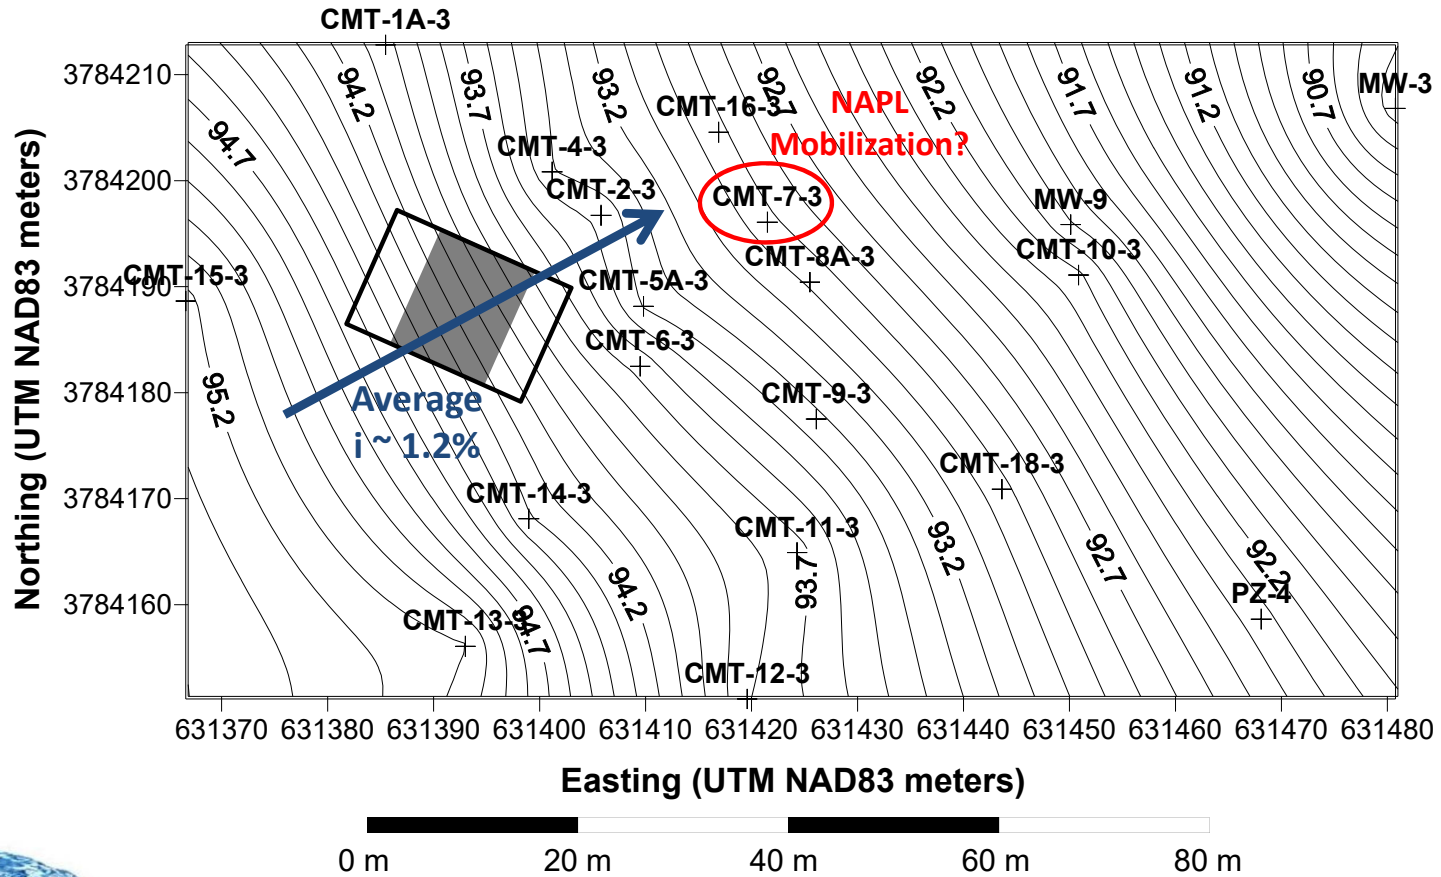 CMT-1A-3
3784210
94.2
93.7
93.2
92.7
92.2
91.7
91.2
90.7
MW-3
CMT-16-3
NAPL
Mobilization?
94.7
CMT-4-3
3784200
CMT-2-3
CMT-7-3
MW-9
CMT-15-3
3784190
CMT-5A-3
CMT-8A-3
CMT-10-3
CMT-6-3
95.2
3784180
Average
i ~ 1.2%
CMT-9-3
CMT-14-3
3784170
CMT-18-3
CMT-11-3
93.7
93.2
92.7
92.2
94.2
PZ-4
3784160
CMT-13-3
94.7
CMT-12-3
Northing (UTM NAD83 meters)
631370 631380 631390 631400 631410 631420 631430 631440 631450 631460 631470 631480
Easting (UTM NAD83 meters)
0 m 20 m 40 m 60 m 80 m